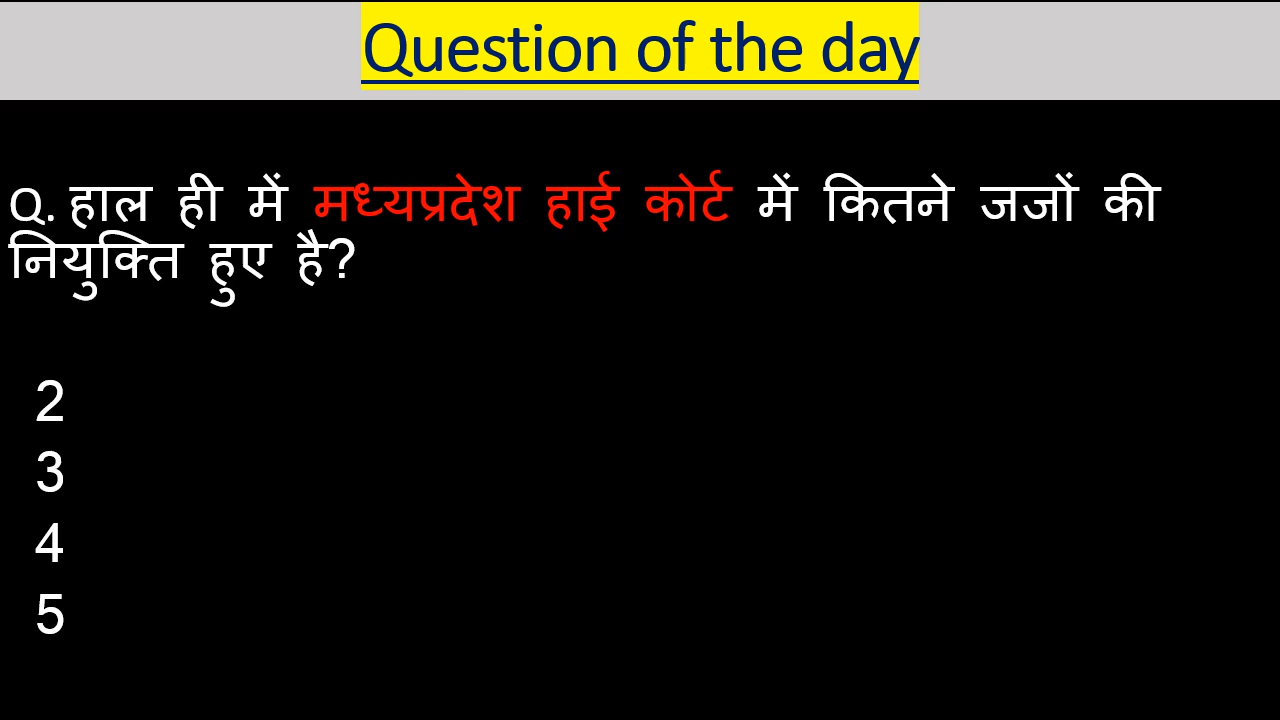 Question of the day
Q. हाल ही में मध्यप्रदेश हाई कोर्ट में कितने जजों की
नियुक्ति हुए है?
2
3
4
5